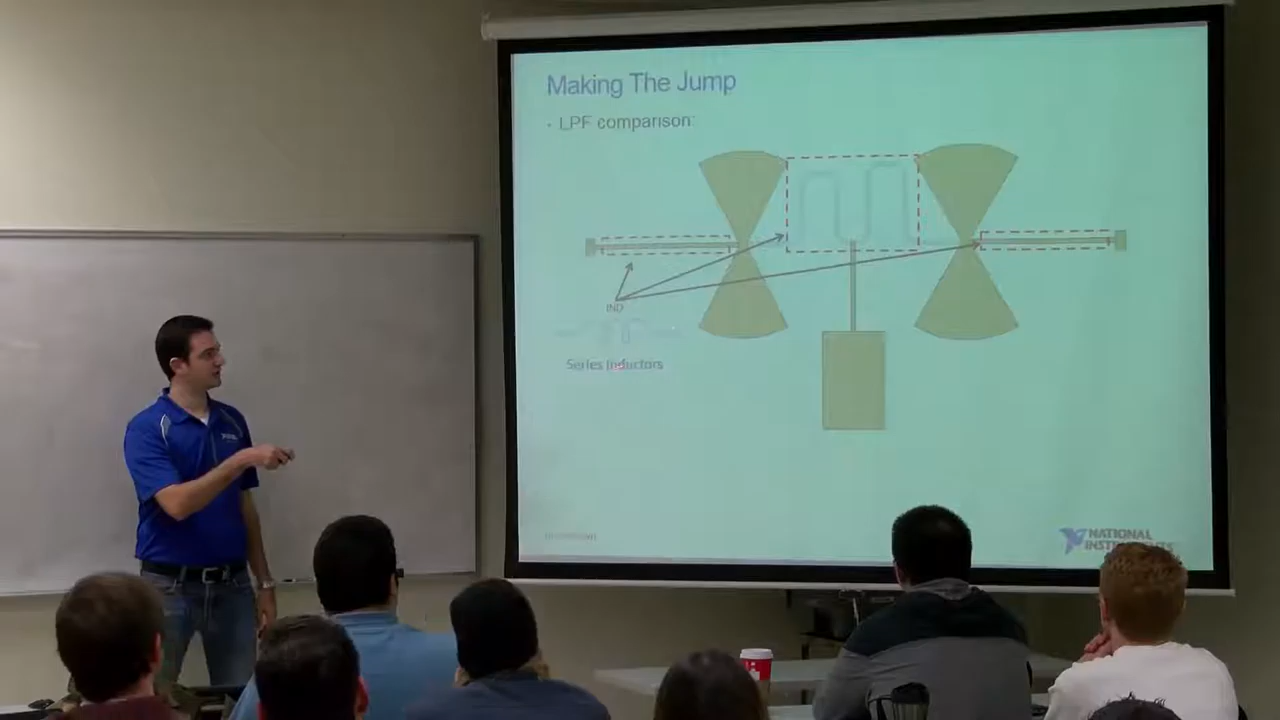 Making The Jump
- LPF comparison:
IND
Series Inductors
NATIONAL
INSTRUMENTS